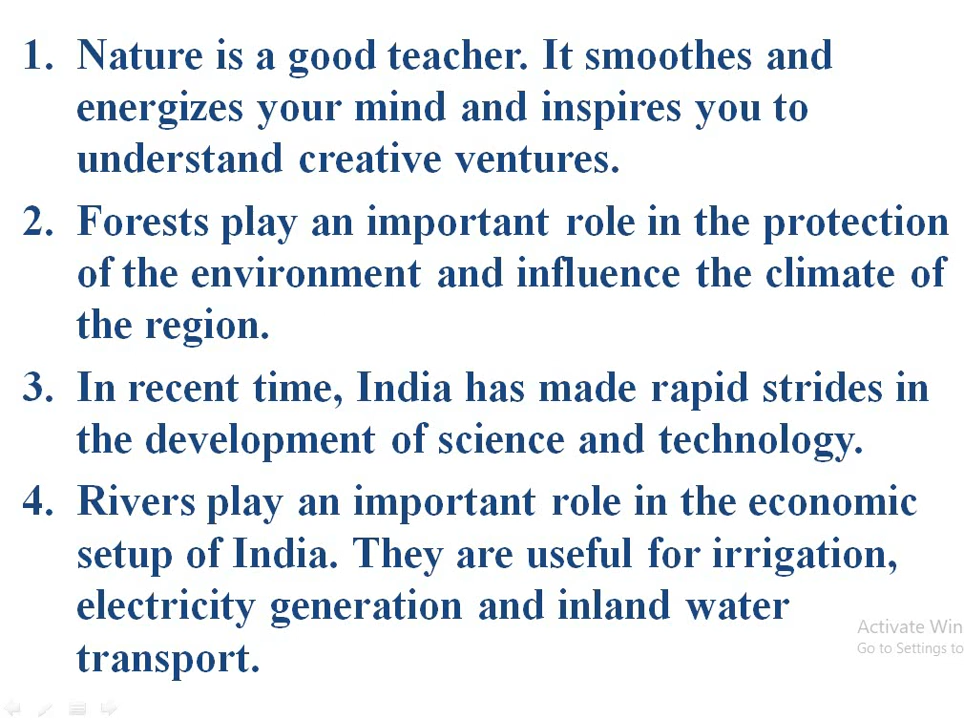 1. Nature is a good teacher. It smoothes and
energizes your mind and inspires you to
understand creative ventures.
2. Forests play an important role in the protection
of the environment and influence the climate of
the region.
3. In recent time, India has made rapid strides in
the development of science and technology.
4. Rivers play an important role in the economic
setup of India. They are useful for irrigation,
electricity generation and inland water
transport.
Activate Win
Go to Settings to